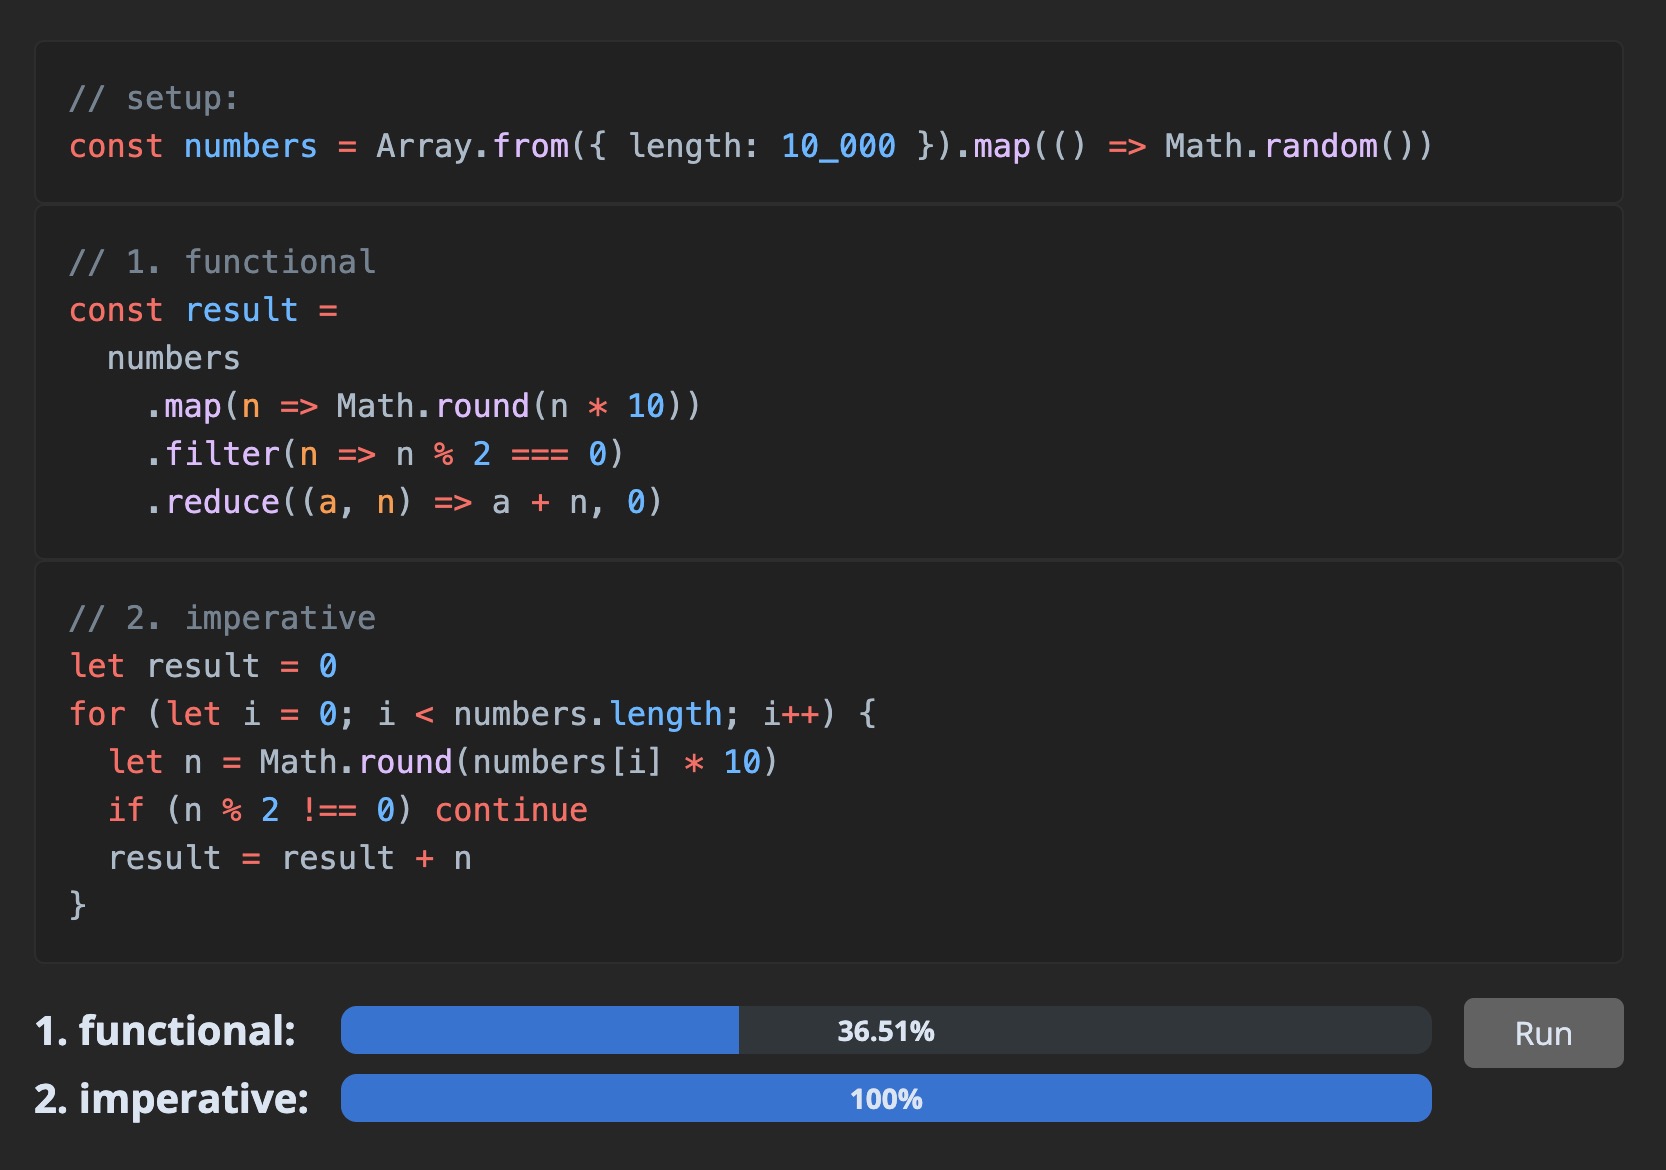 // setup:
const numbers = Array.from({ length: 10_000 }).map(() => Math.random())
// 1. functional
const result =
  numbers
    .map(n => Math.round(n * 10))
    .filter(n => n % 2 === 0)
    .reduce((a, n) => a + n, 0)
// 2. imperative
let result = 0
for (let i = 0; i < numbers.length; i++) {
  let n = Math.round(numbers[i] * 10)
  if (n % 2 !== 0) continue
  result = result + n
}
1. functional: 36.51% Run
2. imperative: 100%